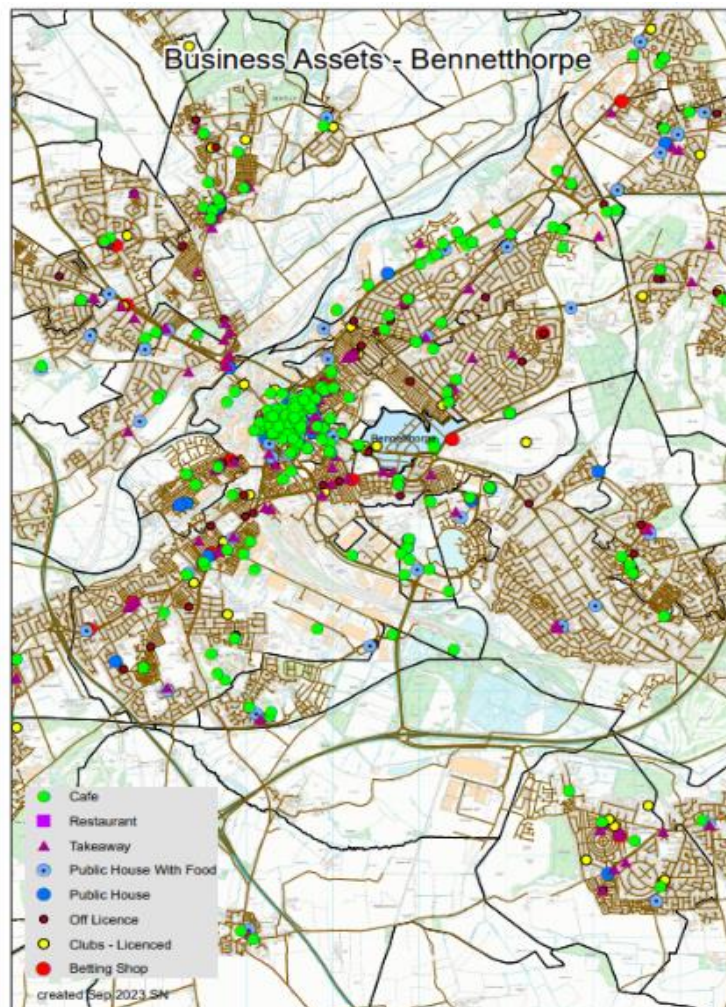 Business Assets - Bennetthorpe
Bennetthorpe
Cafe
Restaurant
Takeaway
Public House With Food
Public House
Off Licence
Clubs - Licenced
Betting Shop
created Sep 2023 SN